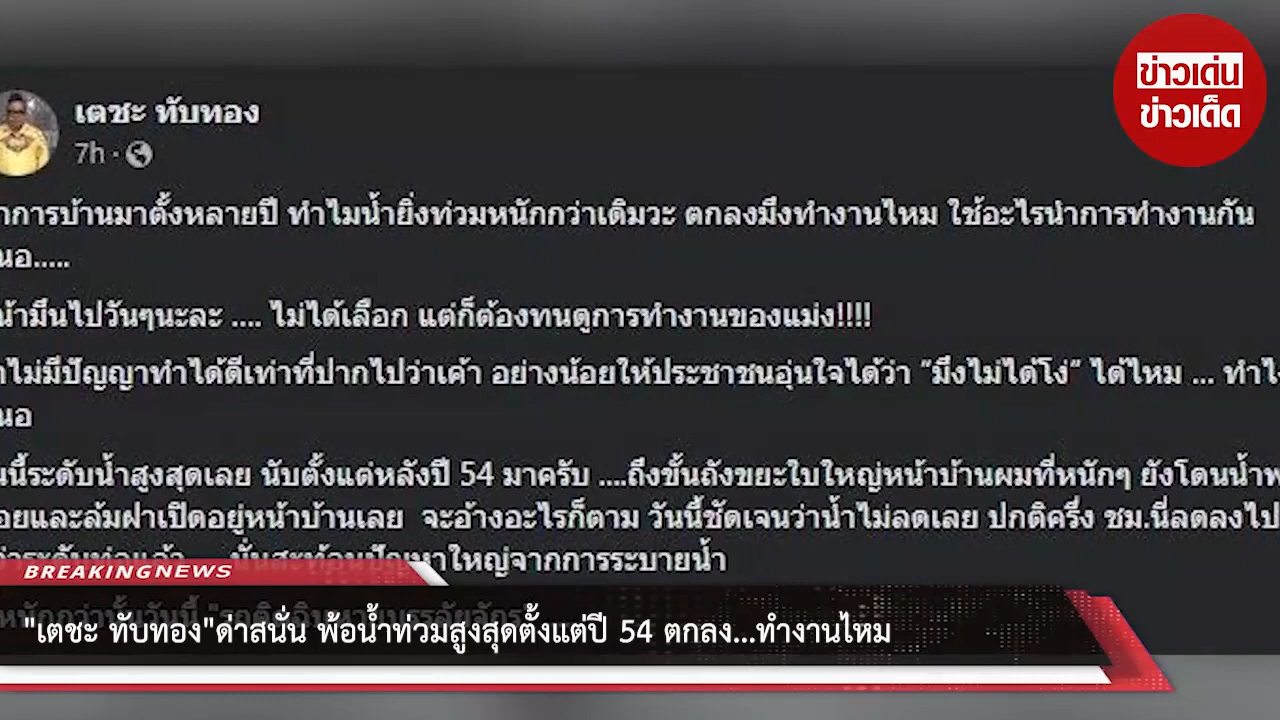 ข่าวเด่น
ข่าวเด็ด
เตชะ ทับทอง
7h ·
การบ้านมาตั้งหลายปี ทำไมน้ำยิ่งท่วมหนักกว่าเดิมวะ ตกลงมึงทำงานไหม ใช้อะไรนำการทำงานกัน
นอ.....
มึนไปวันๆนะละ .... ไม่ได้เลือก แต่ก็ต้องทนดูการทำงานของแม่ง!!!!
ไม่มีปัญญาทำได้ดีเท่าที่ปากไปว่าเค้า อย่างน้อยให้ประชาชนอุ่นใจได้ว่า “มึงไม่ได้โง่” ได้ไหม ...
นอ
นี้ระดับน้ำสูงสุดเลย นับตั้งแต่หลังปี 54 มาครับ ....ถึงขั้นถังขยะใบใหญ่หน้าบ้านผมที่หนักๆ ยังโดนน้ำ
และล้มฝาเปิดอยู่หน้าบ้านเลย จะอ้างอะไรก็ตาม วันนี้ชัดเจนว่าน้ำไม่ลดเลย ปกติครึ่ง ชม.นี่ลดลงไป
นั่นสะท้อนปัญหาใหญ่จากการระบายน้ำ
BREAKING NEWS
"เตชะ ทับทอง"ด่าสนั่น พ้อน้ำท่วมสูงสุดตั้งแต่ปี 54 ตกลง...ทำงานไหม